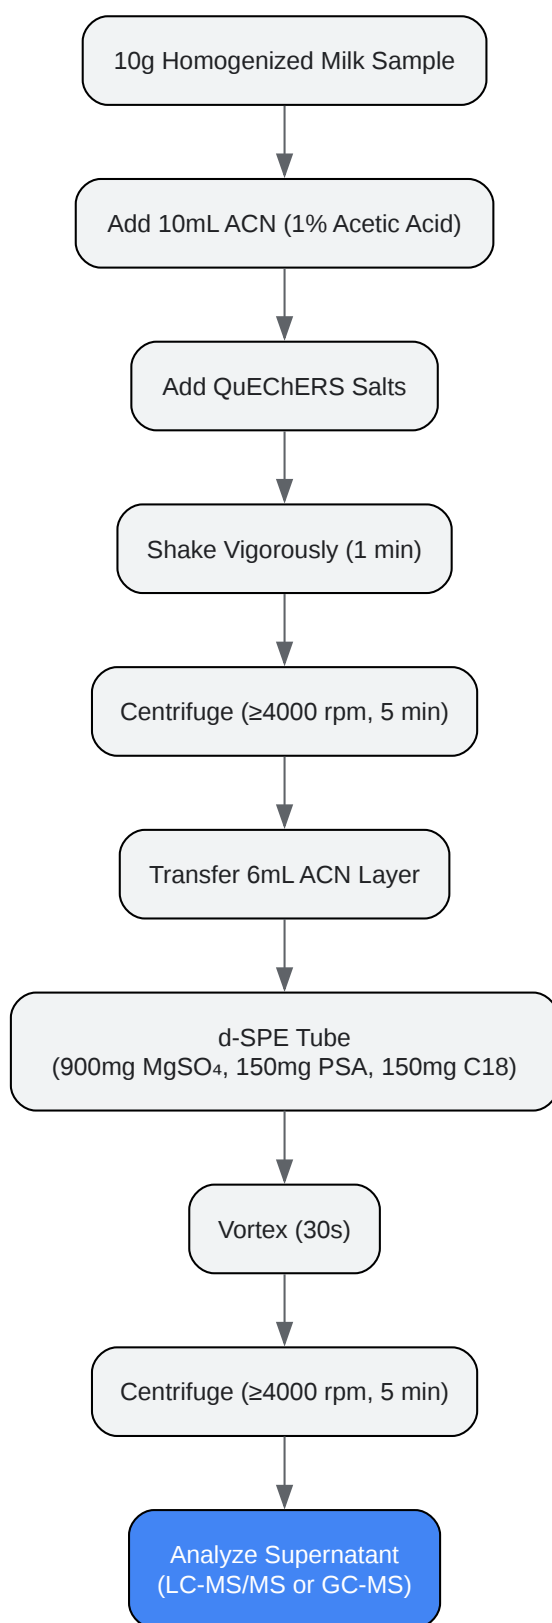 10g Homogenized Milk Sample
Add 10mL ACN (1% Acetic Acid)
Add QuEChERS Salts
Shake Vigorously (1 min)
Centrifuge (≥4000 rpm, 5 min)
Transfer 6mL ACN Layer
d-SPE Tube
(900mg MgSO₄, 150mg PSA, 150mg C18)
Vortex (30s)
Centrifuge (≥4000 rpm, 5 min)
Analyze Supernatant
(LC-MS/MS or GC-MS)